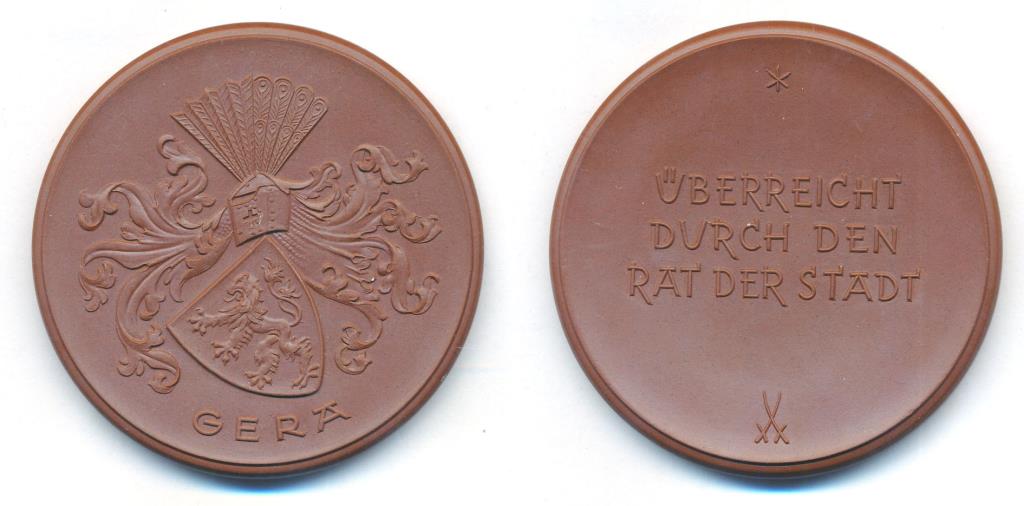 GERA
ÜBERREICHT
DURCH DEN
RAT DER STADT